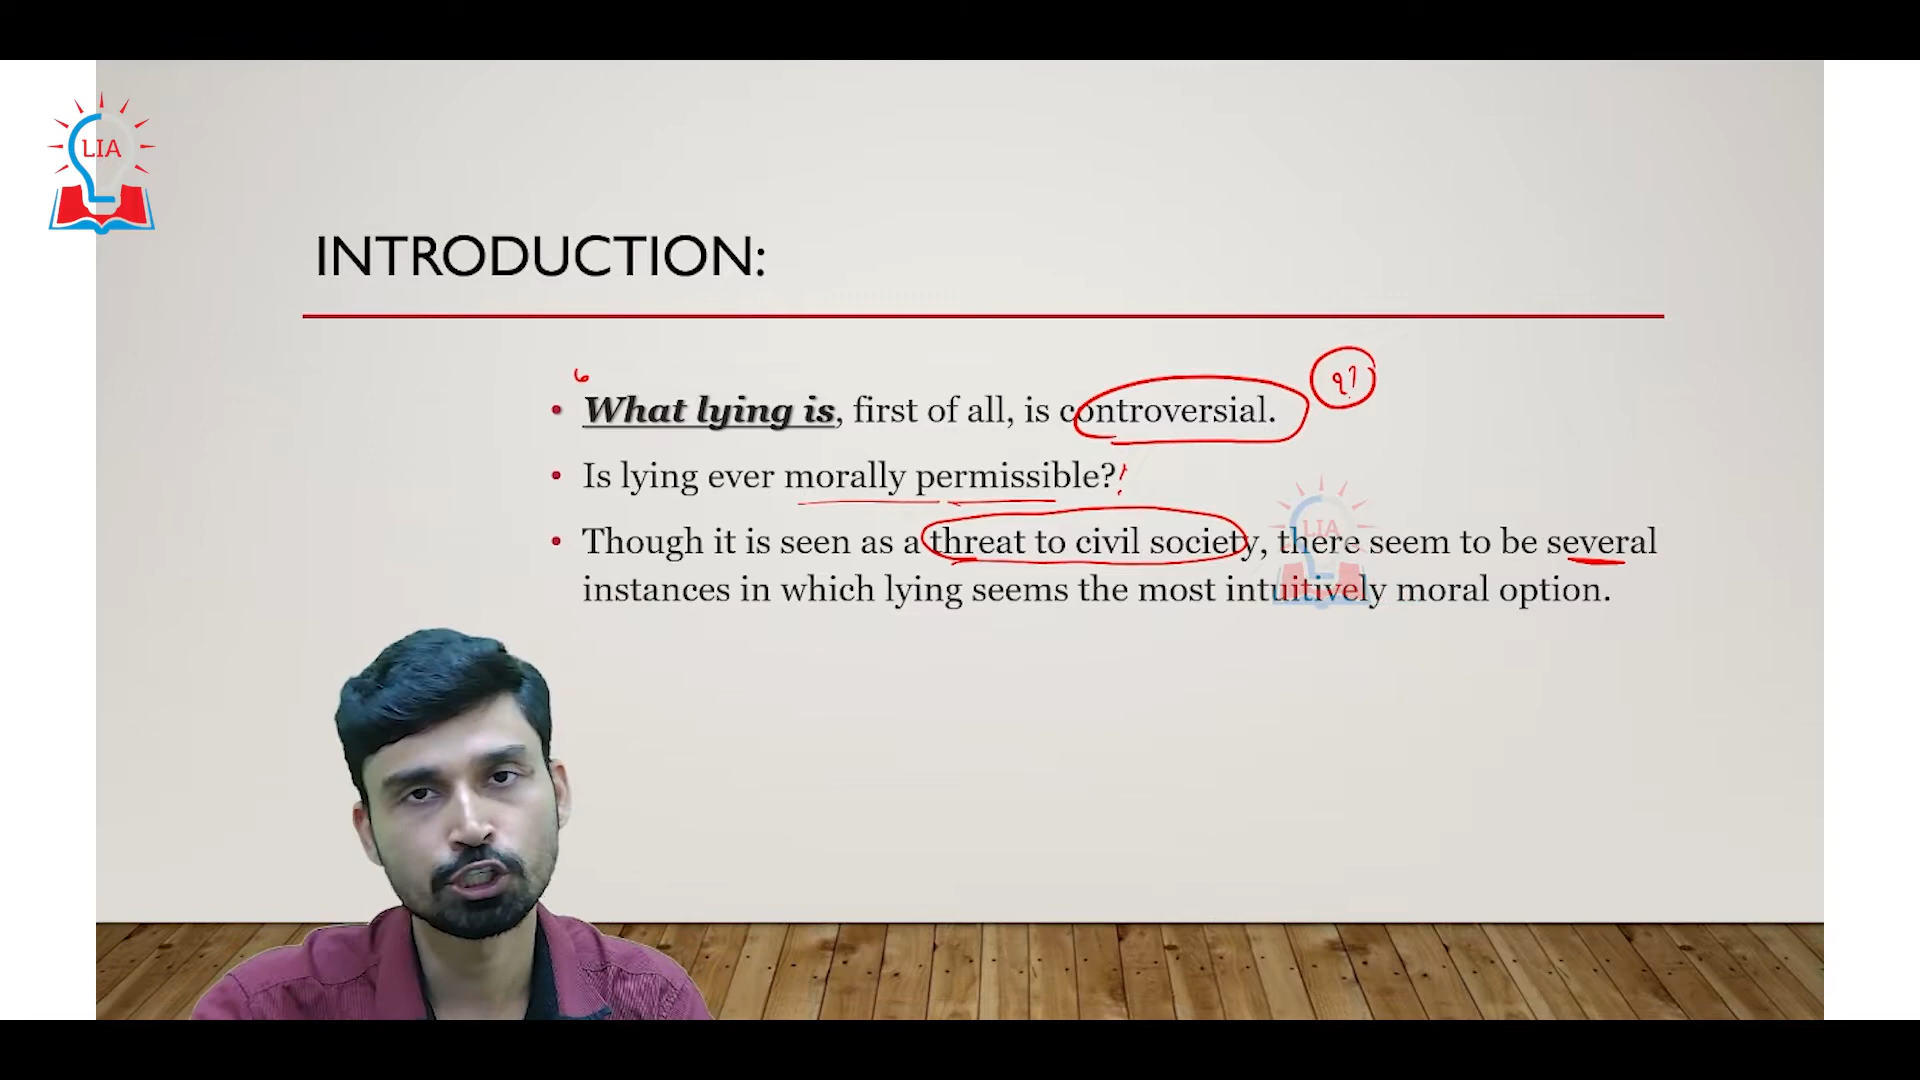 LIA
INTRODUCTION:
• What lying is, first of all, is controversial.
• Is lying ever morally permissible?!
• Though it is seen as a threat to civil society, there seem to be several
instances in which lying seems the most intuitively moral option.
LIA